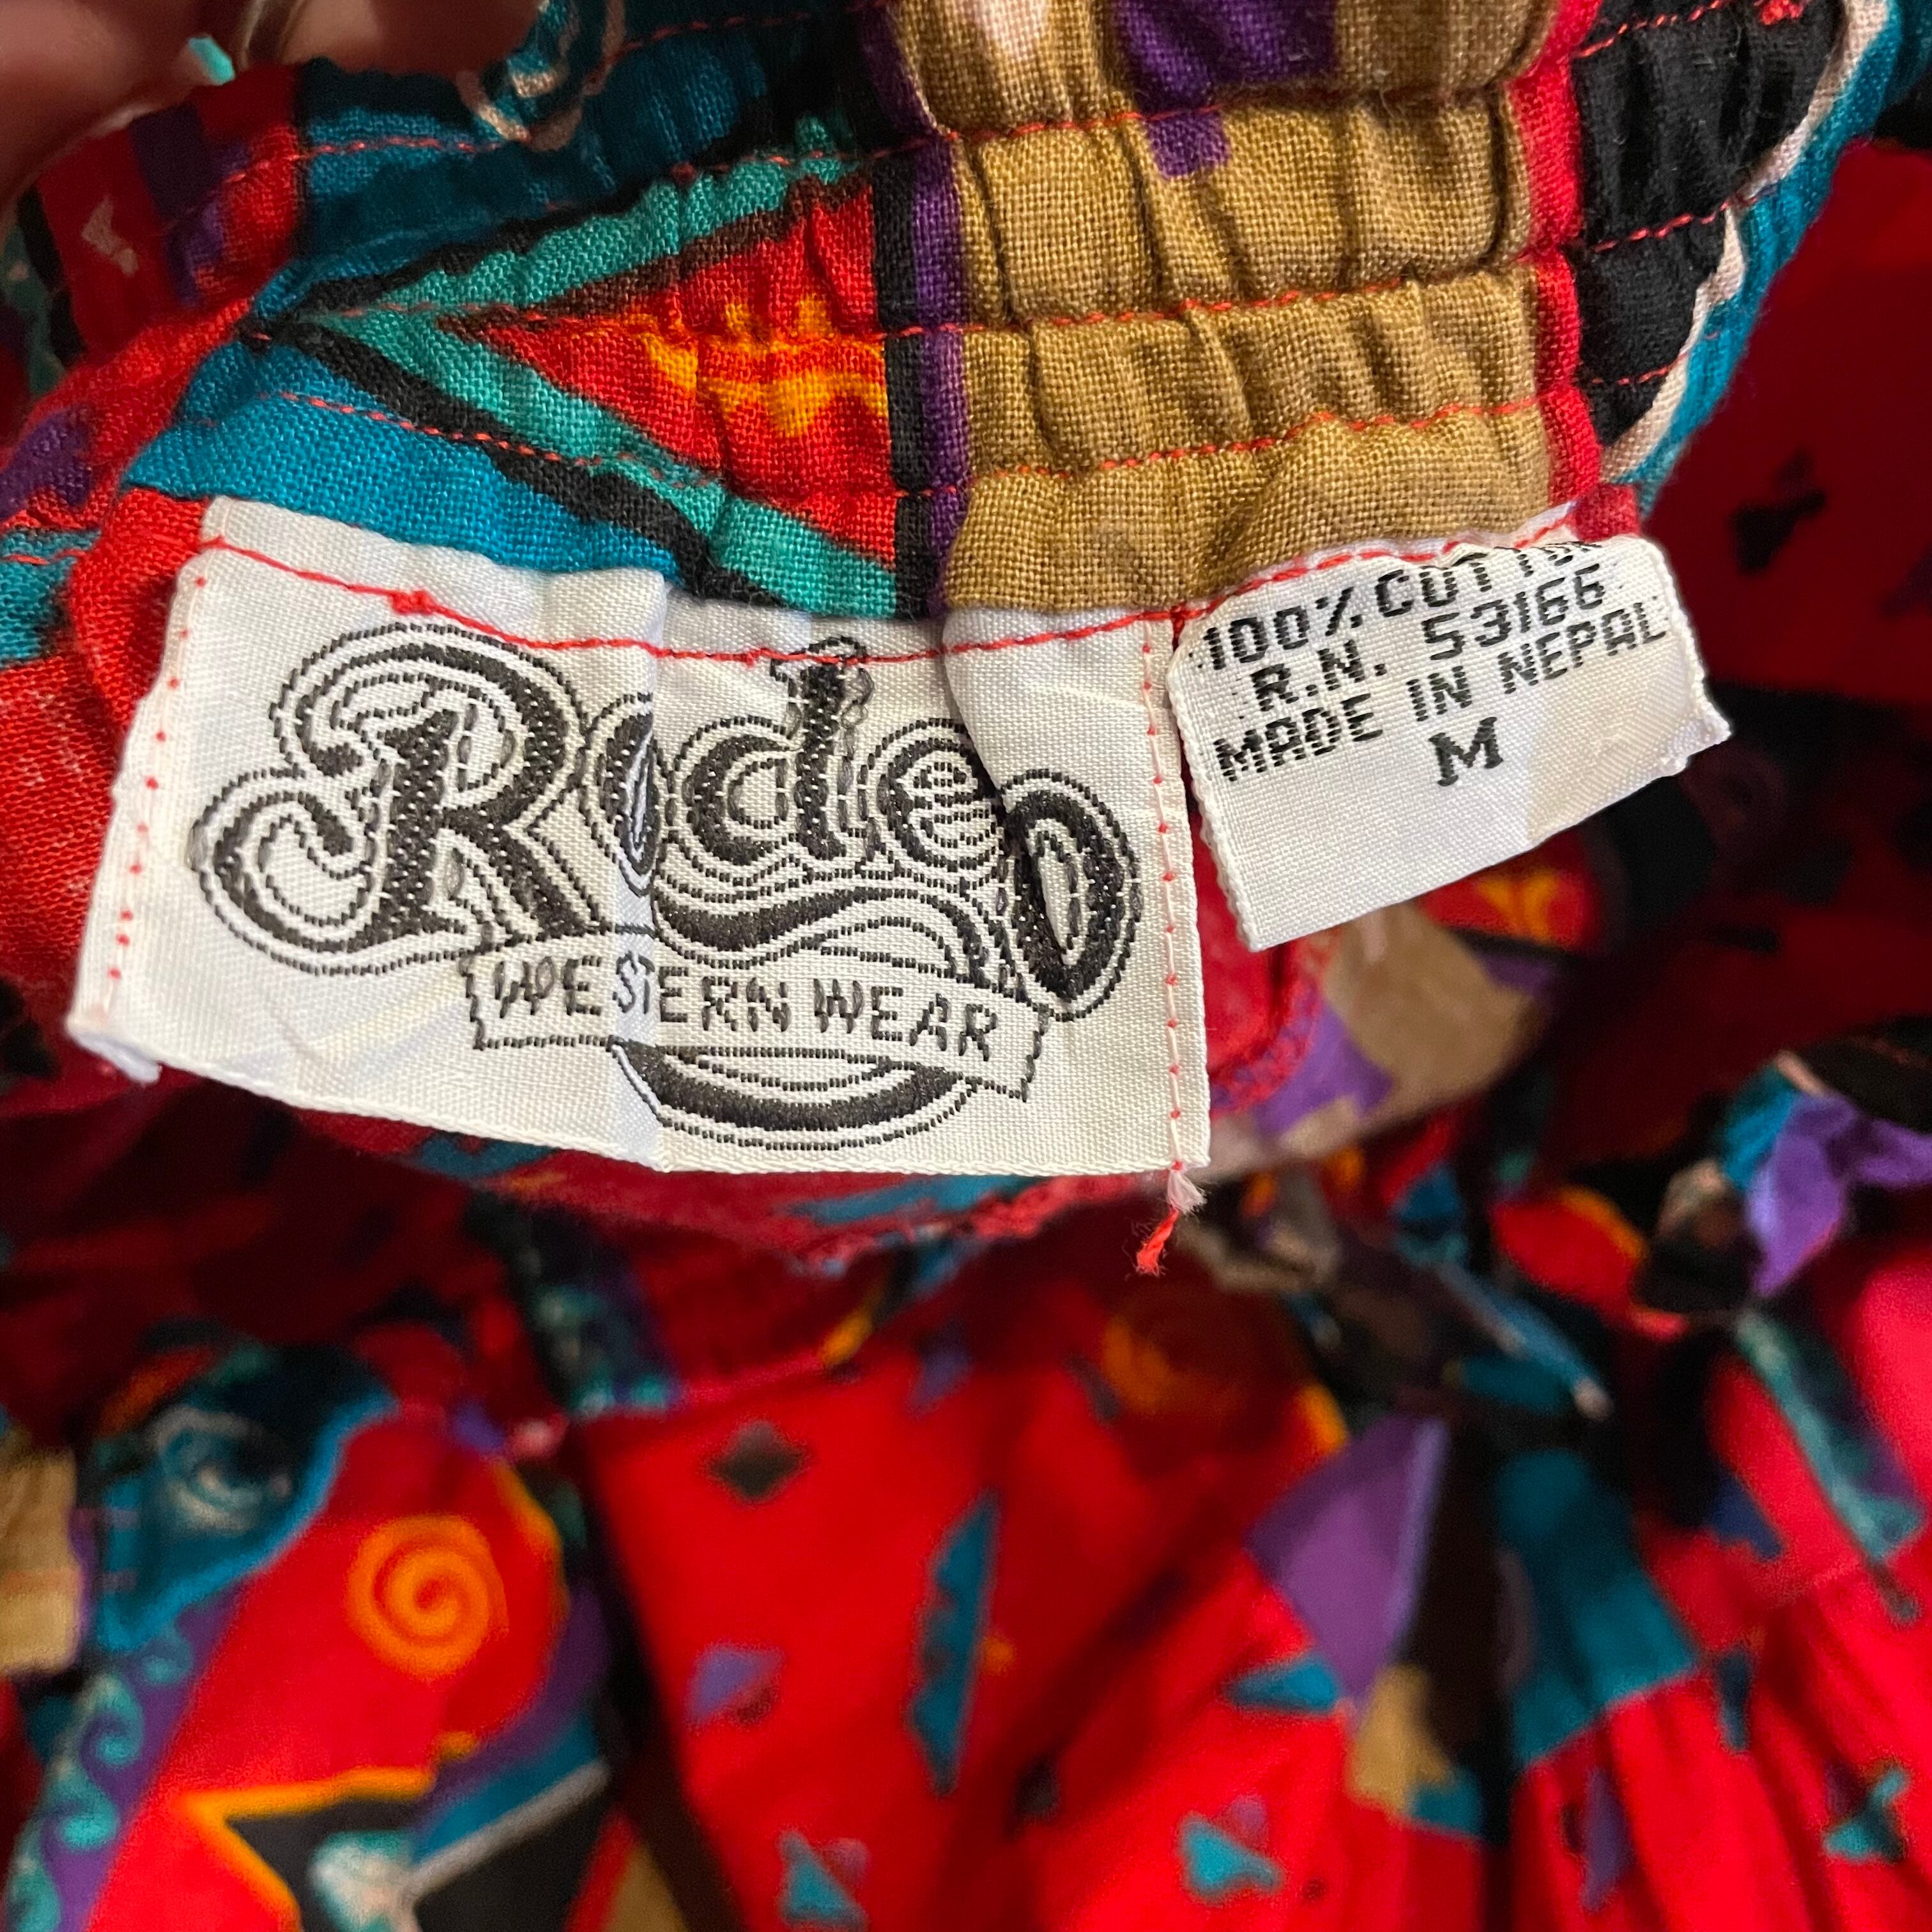 Rodeo
WESTERN WEAR
100% COTTON
R.N. 53166
MADE IN NEPAL
M